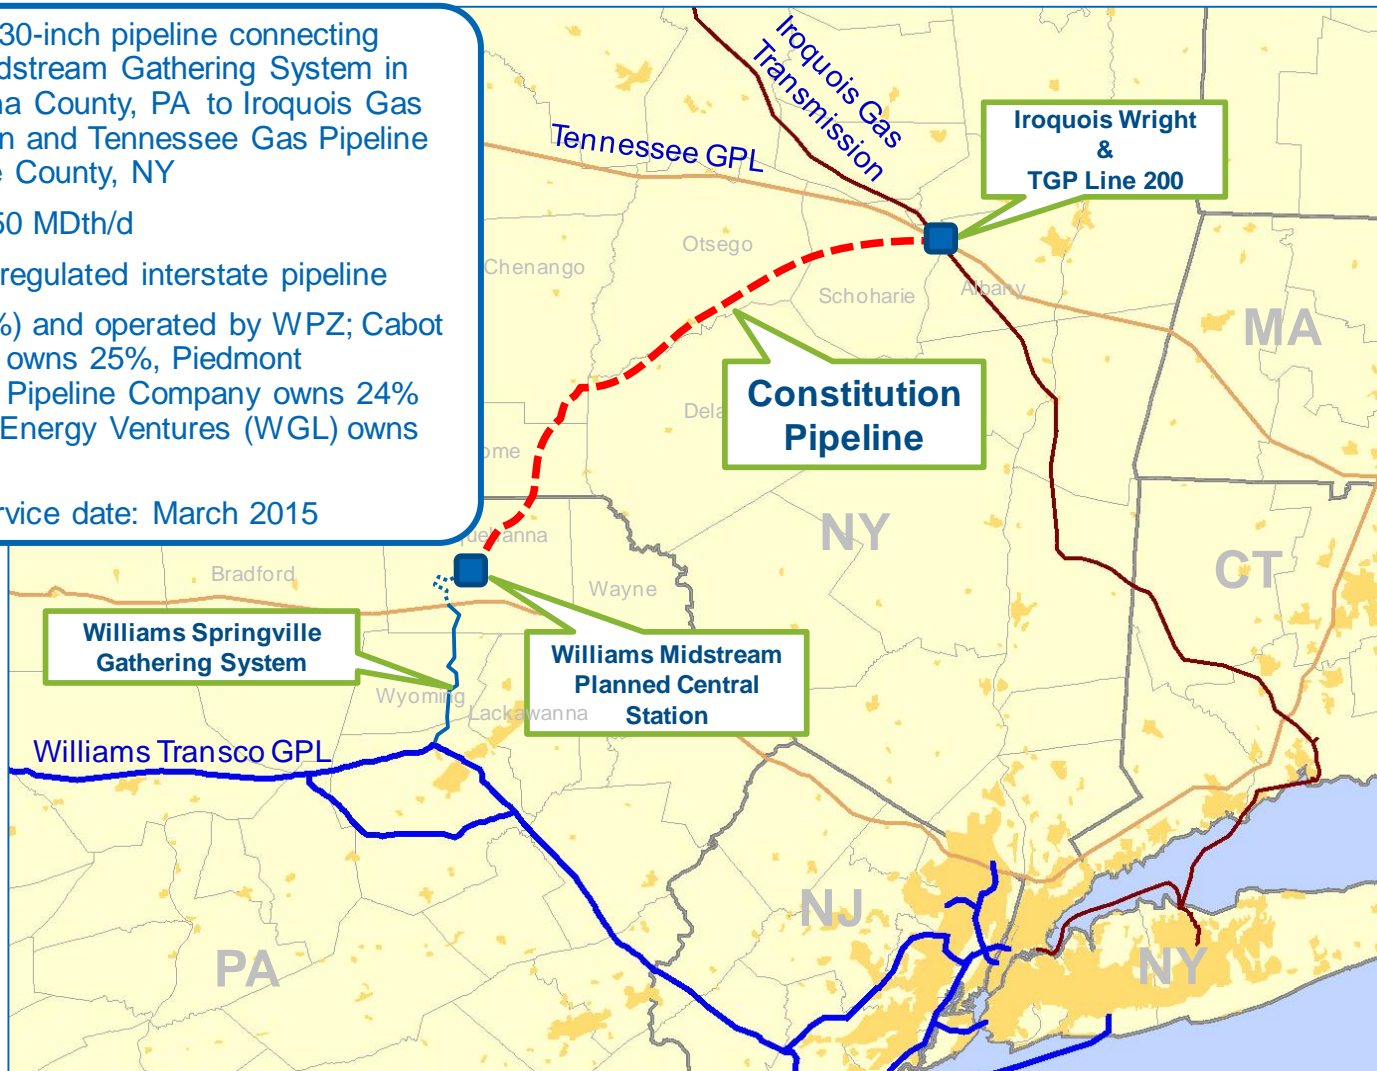 30-inch pipeline connecting
dstream Gathering System in
na County, PA to Iroquois Gas
n and Tennessee Gas Pipeline
e County, NY
50 MDth/d
regulated interstate pipeline
%) and operated by WPZ; Cabot
owns 25%, Piedmont
Pipeline Company owns 24%
Energy Ventures (WGL) owns
rvice date: March 2015
Iroquois Gas
Transmission
Tennessee GPL
Iroquois Wright
&
TGP Line 200
Otsego
Chenango
Schoharie
Albany
MA
Constitution
Pipeline
Dela
ome
quehanna
NY
CT
Bradford
Wayne
Williams Springville
Gathering System
Williams Midstream
Planned Central
Station
Wyoming
Lackawanna
Williams Transco GPL
NJ
PA
NY